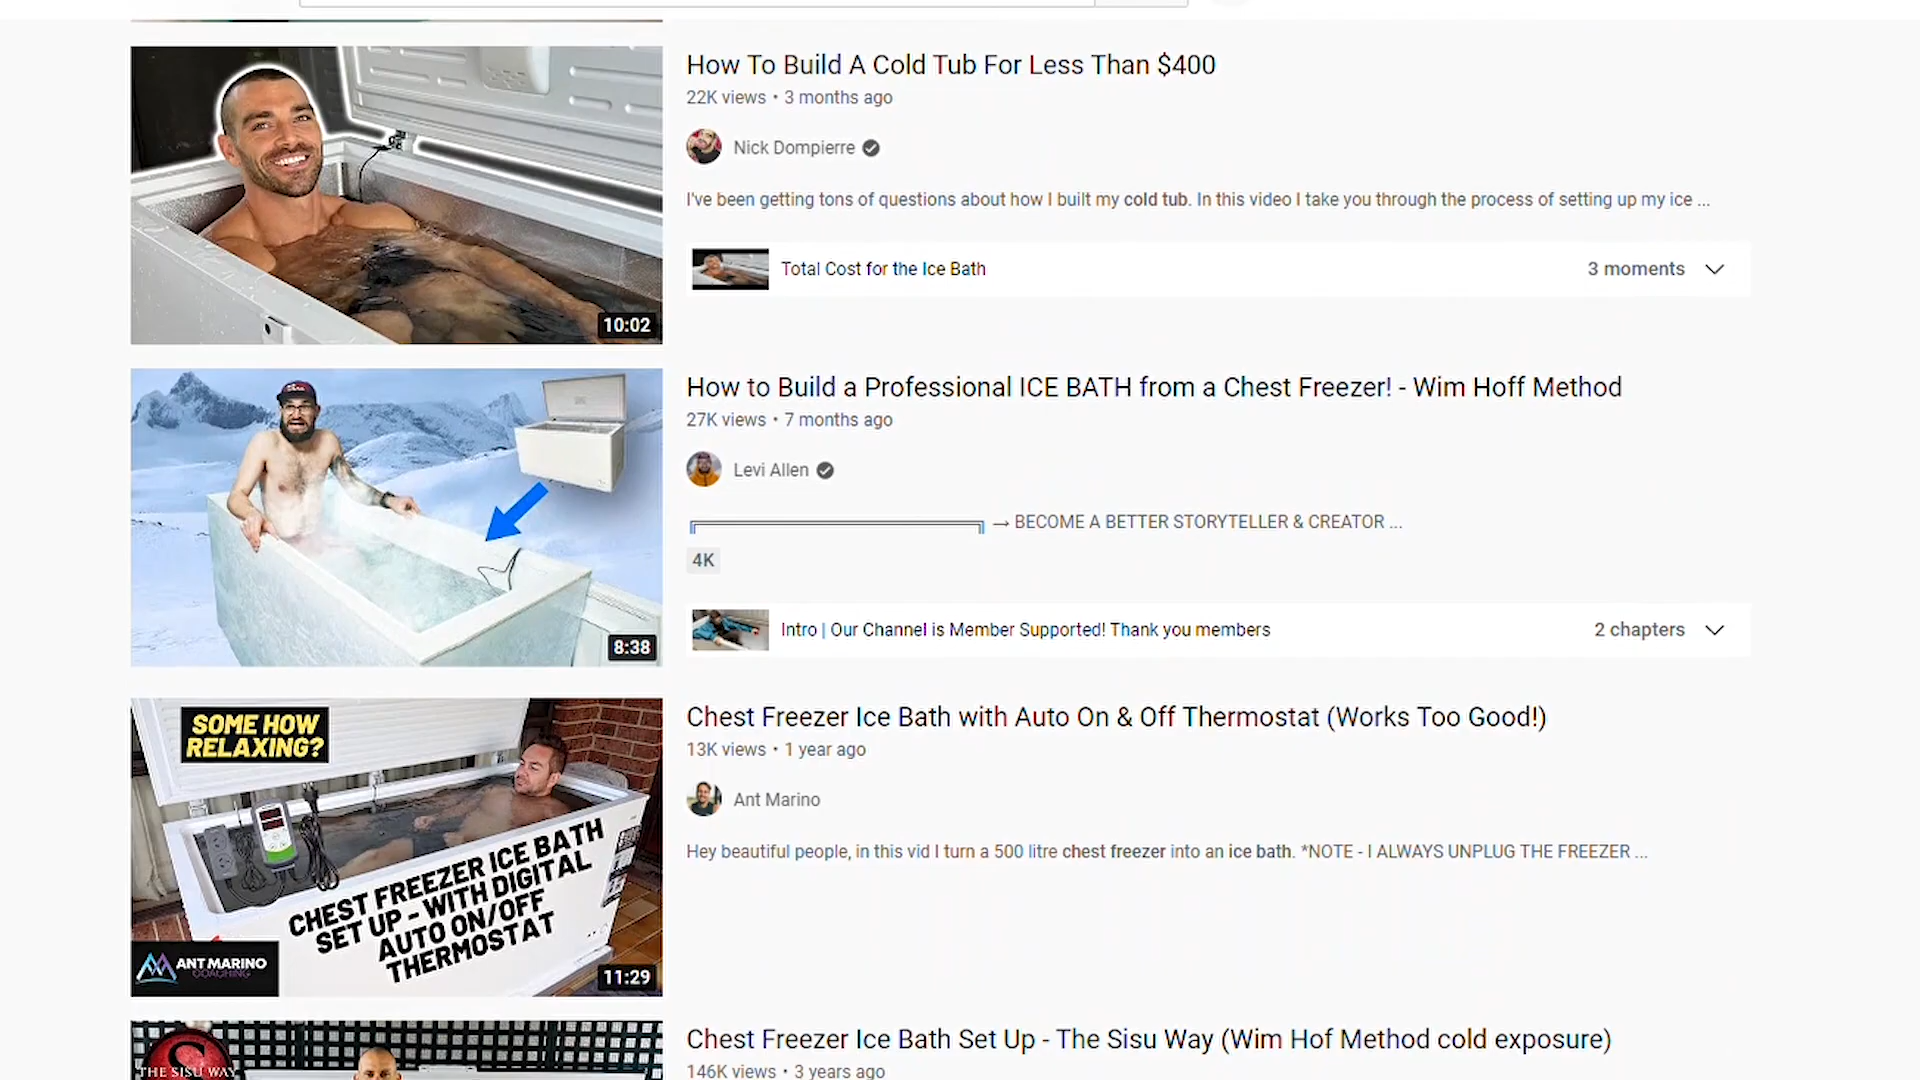 How To Build A Cold Tub For Less Than $400
22K views • 3 months ago
Nick Dompierre
I've been getting tons of questions about how I built my cold tub. In this video I take you through the process of setting up my ice ...
Total Cost for the Ice Bath
3 moments
10:02
How to Build a Professional ICE BATH from a Chest Freezer! - Wim Hoff Method
27K views • 7 months ago
Levi Allen
→ BECOME A BETTER STORYTELLER & CREATOR ...
4K
Intro | Our Channel is Member Supported! Thank you members
2 chapters
8:38
SOME HOW
RELAXING?
CHEST FREEZER ICE BATH
SET UP - WITH DIGITAL
AUTO ON/OFF
THERMOSTAT
ANT MARINO
COACHING
11:29
Chest Freezer Ice Bath with Auto On & Off Thermostat (Works Too Good!)
13K views • 1 year ago
Ant Marino
Hey beautiful people, in this vid I turn a 500 litre chest freezer into an ice bath. *NOTE - I ALWAYS UNPLUG THE FREEZER ...
S
THE SISU WAY
Chest Freezer Ice Bath Set Up - The Sisu Way (Wim Hof Method cold exposure)
146K views • 3 years ago